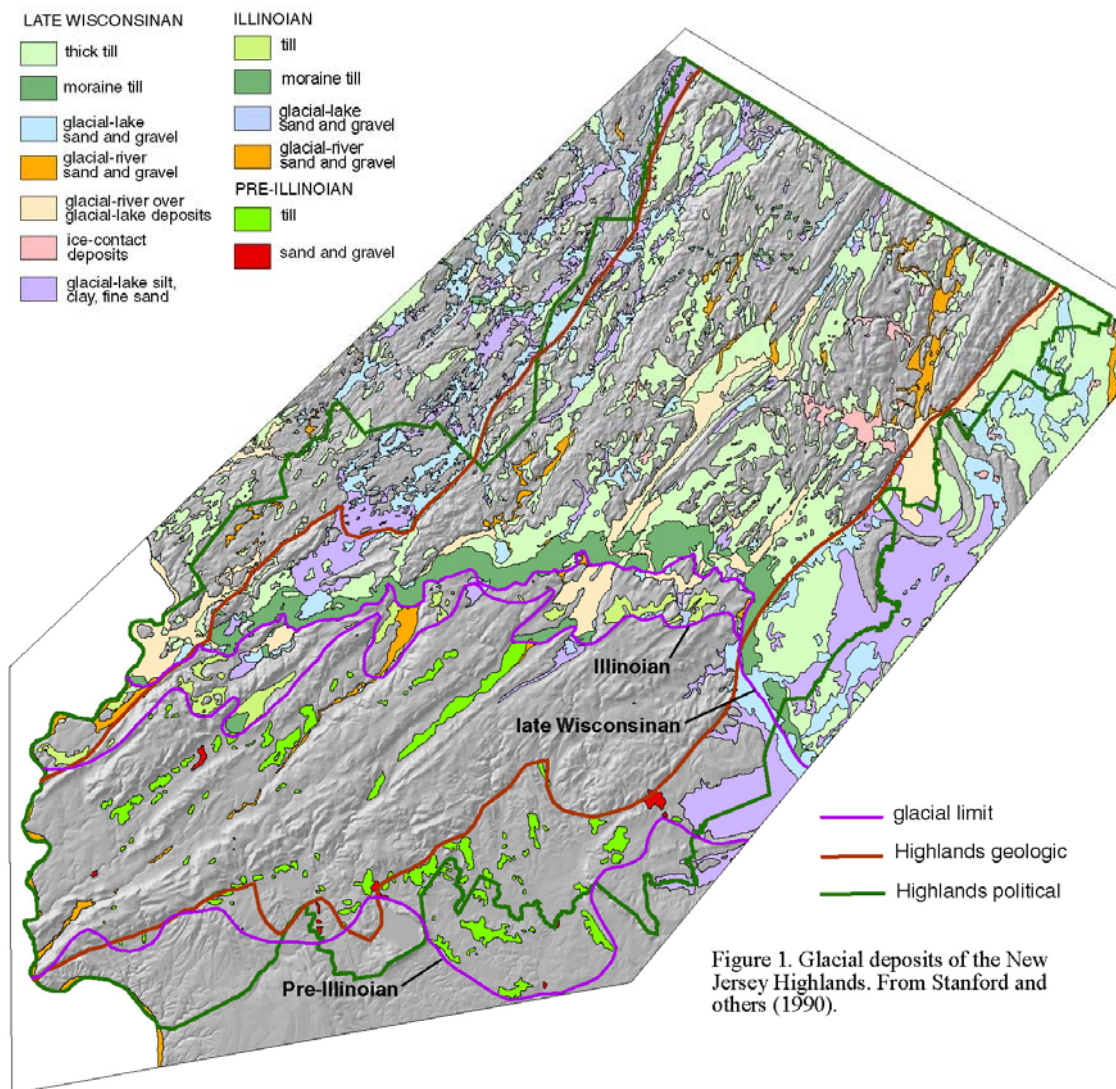 LATE WISCONSINAN
thick till
moraine till
glacial-lake
sand and gravel
glacial-river
sand and gravel
glacial-river over
glacial-lake deposits
ice-contact
deposits
glacial-lake silt,
clay, fine sand
ILLINOIAN
till
moraine till
glacial-lake
sand and gravel
glacial-river
sand and gravel
PRE-ILLINOIAN
till
sand and gravel
Illinoian
late Wisconsinan
Pre-Illinoian
glacial limit
Highlands geologic
Highlands political
Figure 1. Glacial deposits of the New
Jersey Highlands. From Stanford and
others (1990).